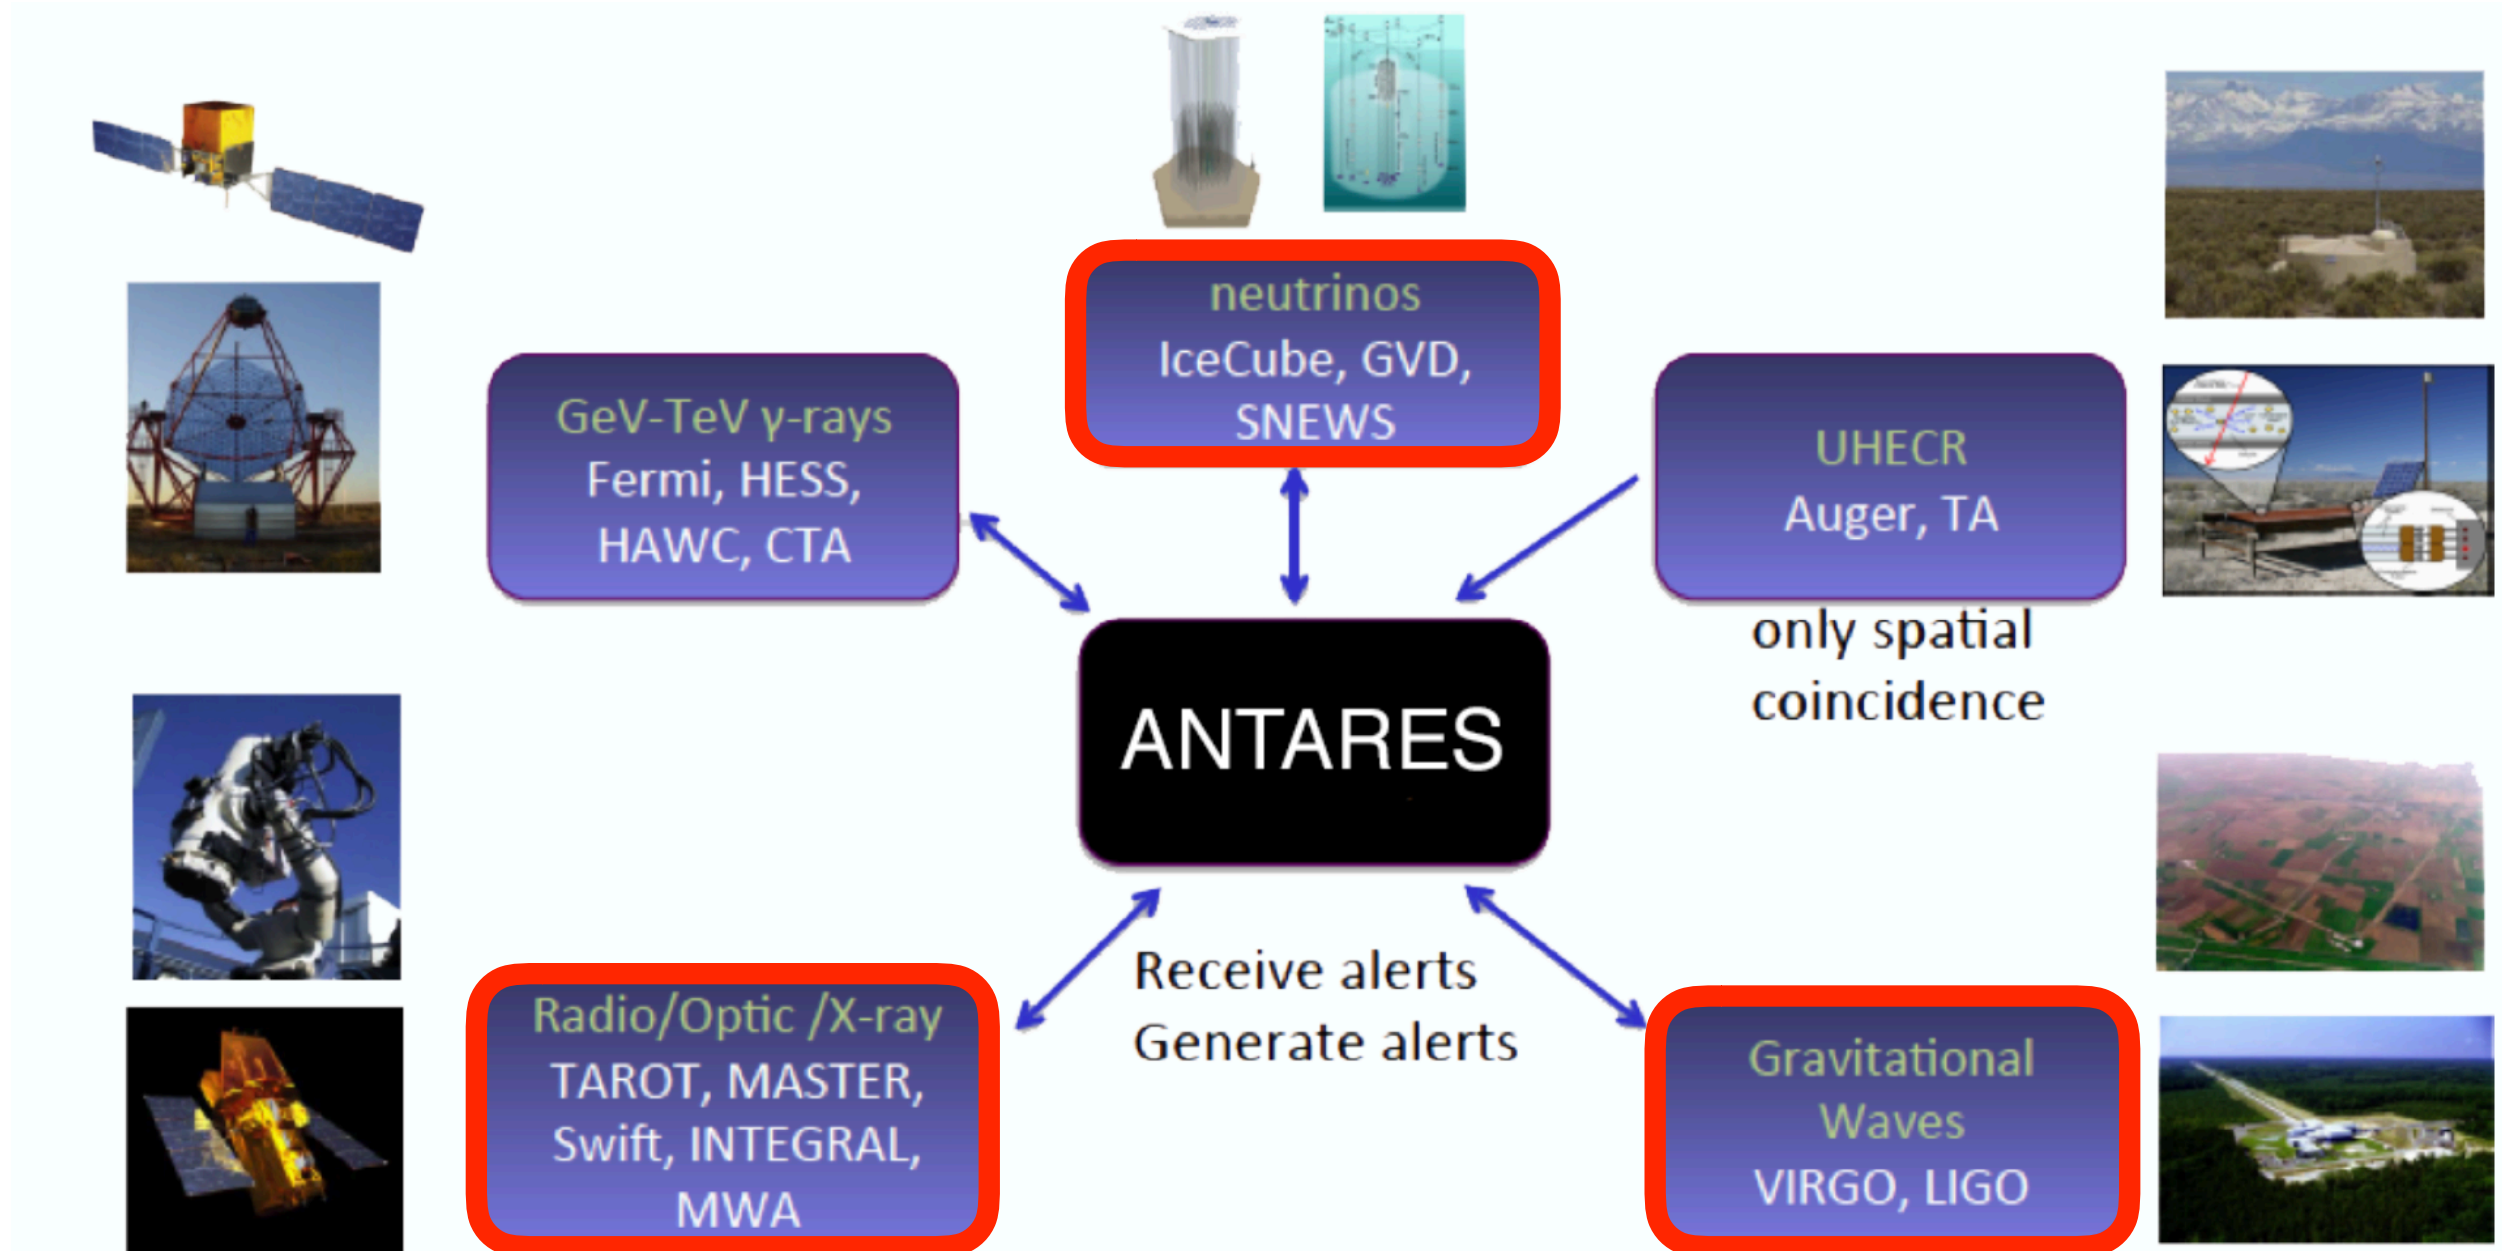 neutrinos
IceCube, GVD,
SNEWS
GeV-TeV γ-rays
Fermi, HESS,
HAWC, CTA
UHECR
Auger, TA
only spatial
coincidence
ANTARES
Receive alerts
Generate alerts
Radio/Optic /X-ray
TAROT, MASTER,
Swift, INTEGRAL,
MWA
Gravitational
Waves
VIRGO, LIGO